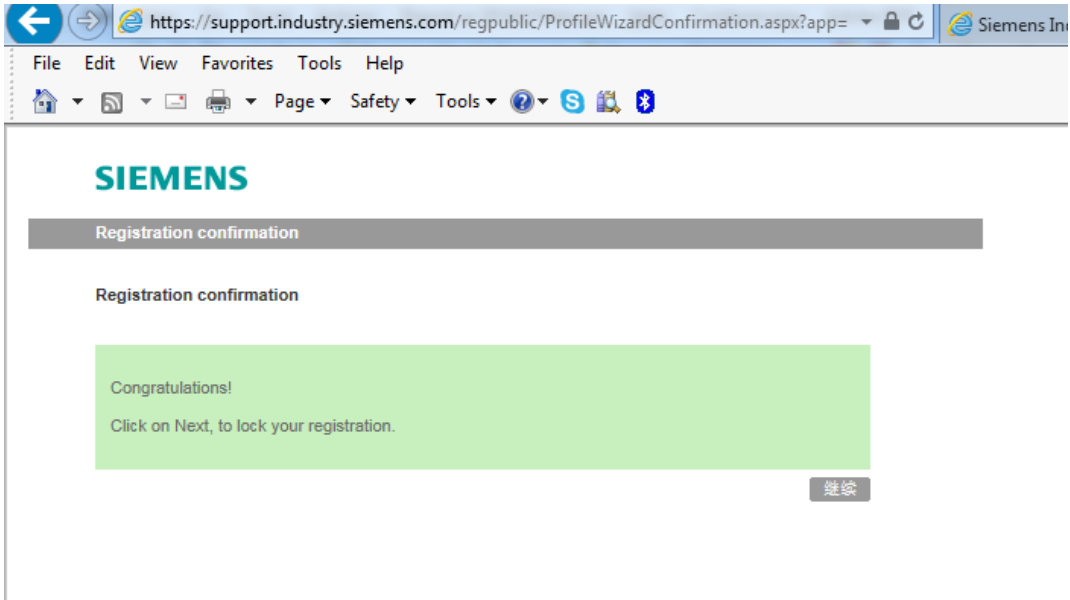 https://support.industry.siemens.com/regpublic/ProfileWizardConfirmation.aspx?app=
Siemens Ind
File Edit View Favorites Tools Help
Page Safety Tools
SIEMENS
Registration confirmation
Registration confirmation
Congratulations!
Click on Next, to lock your registration.
继续